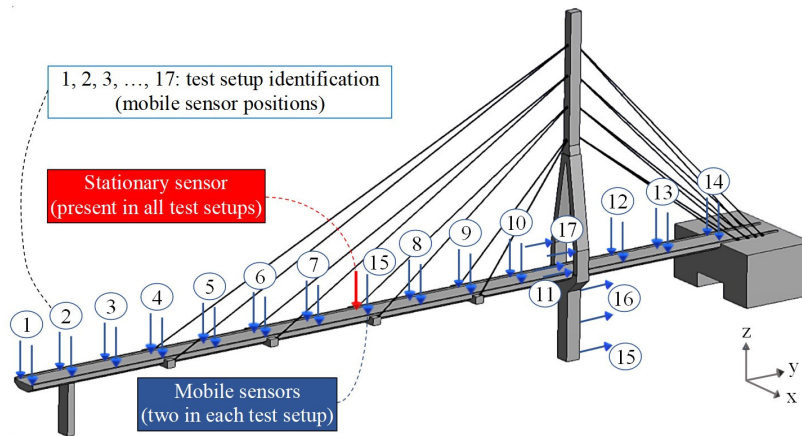 1, 2, 3, …, 17: test setup identification
(mobile sensor positions)
Stationary sensor
(present in all test setups)
1
2
3
4
5
6
7
15
8
9
10
17
11
12
13
14
16
15
Mobile sensors
(two in each test setup)
z
y
x